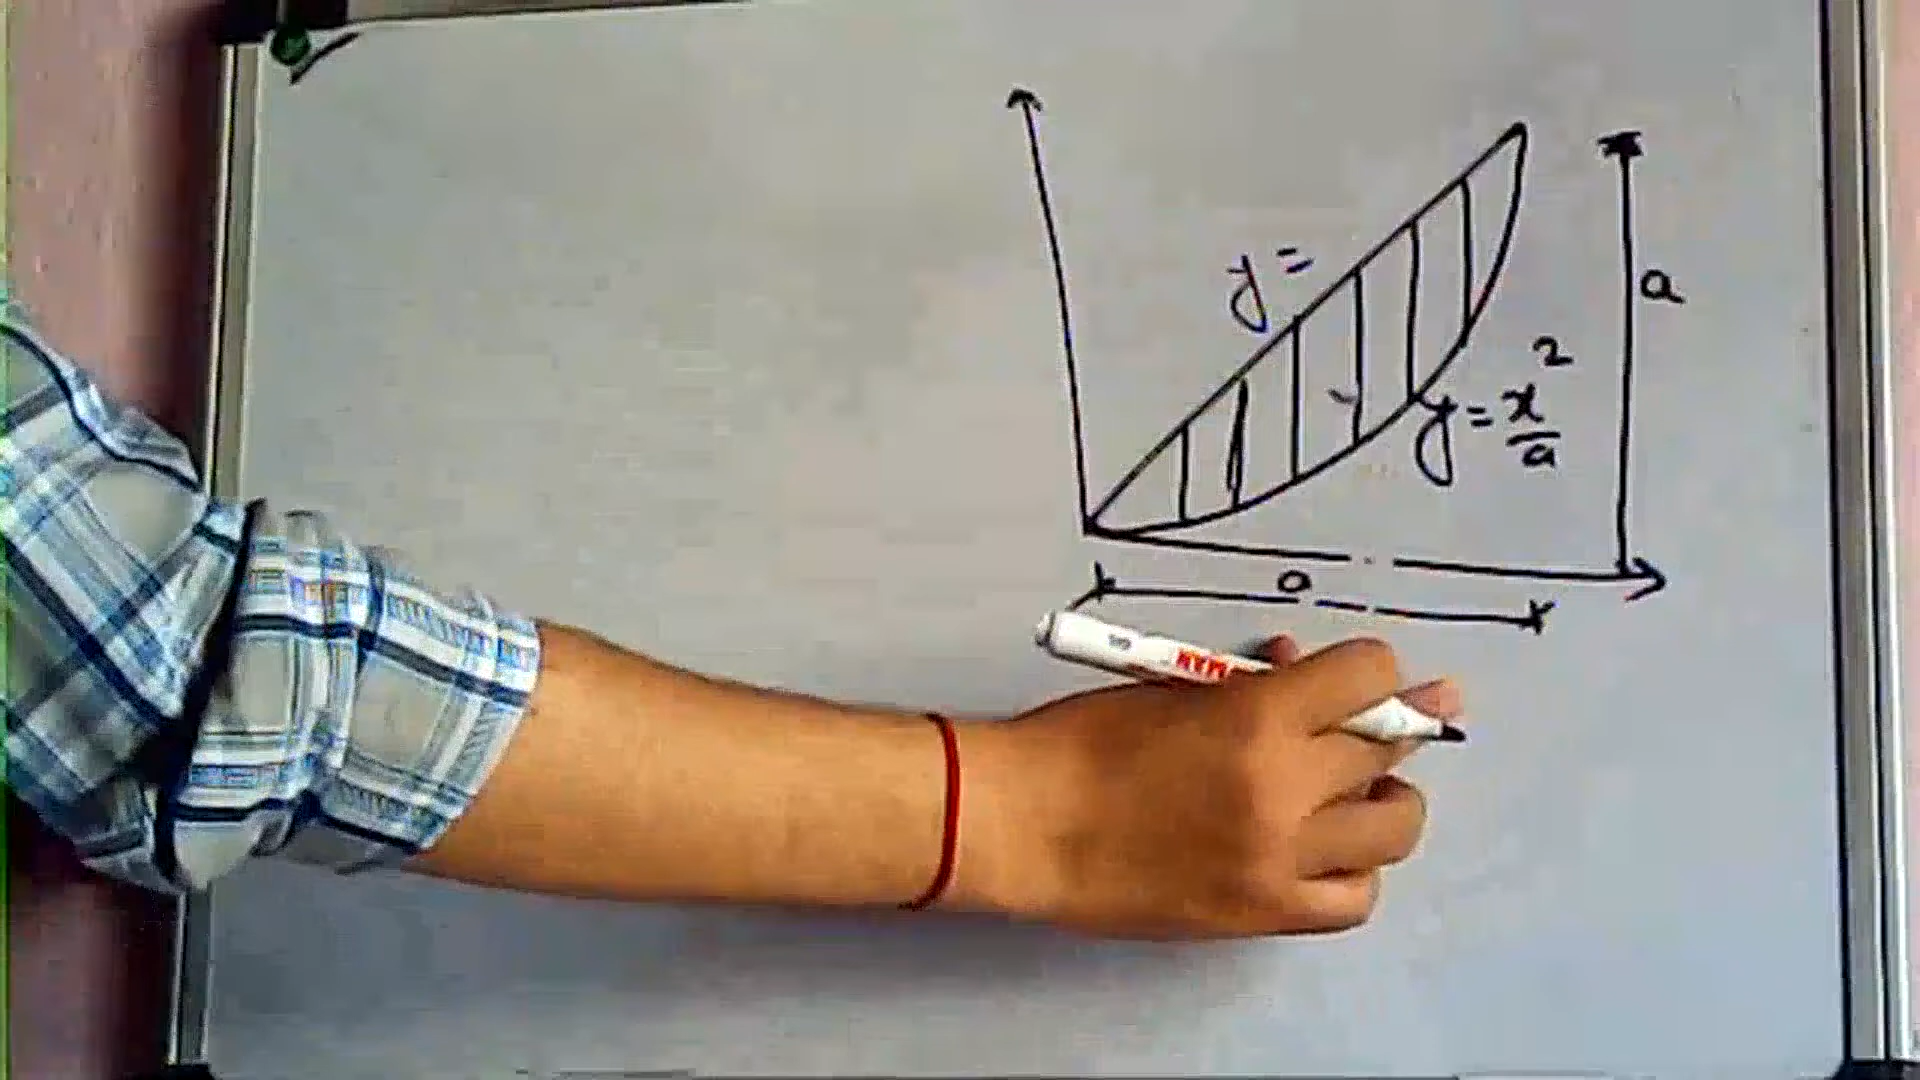 y =
a
y = x²/a
a